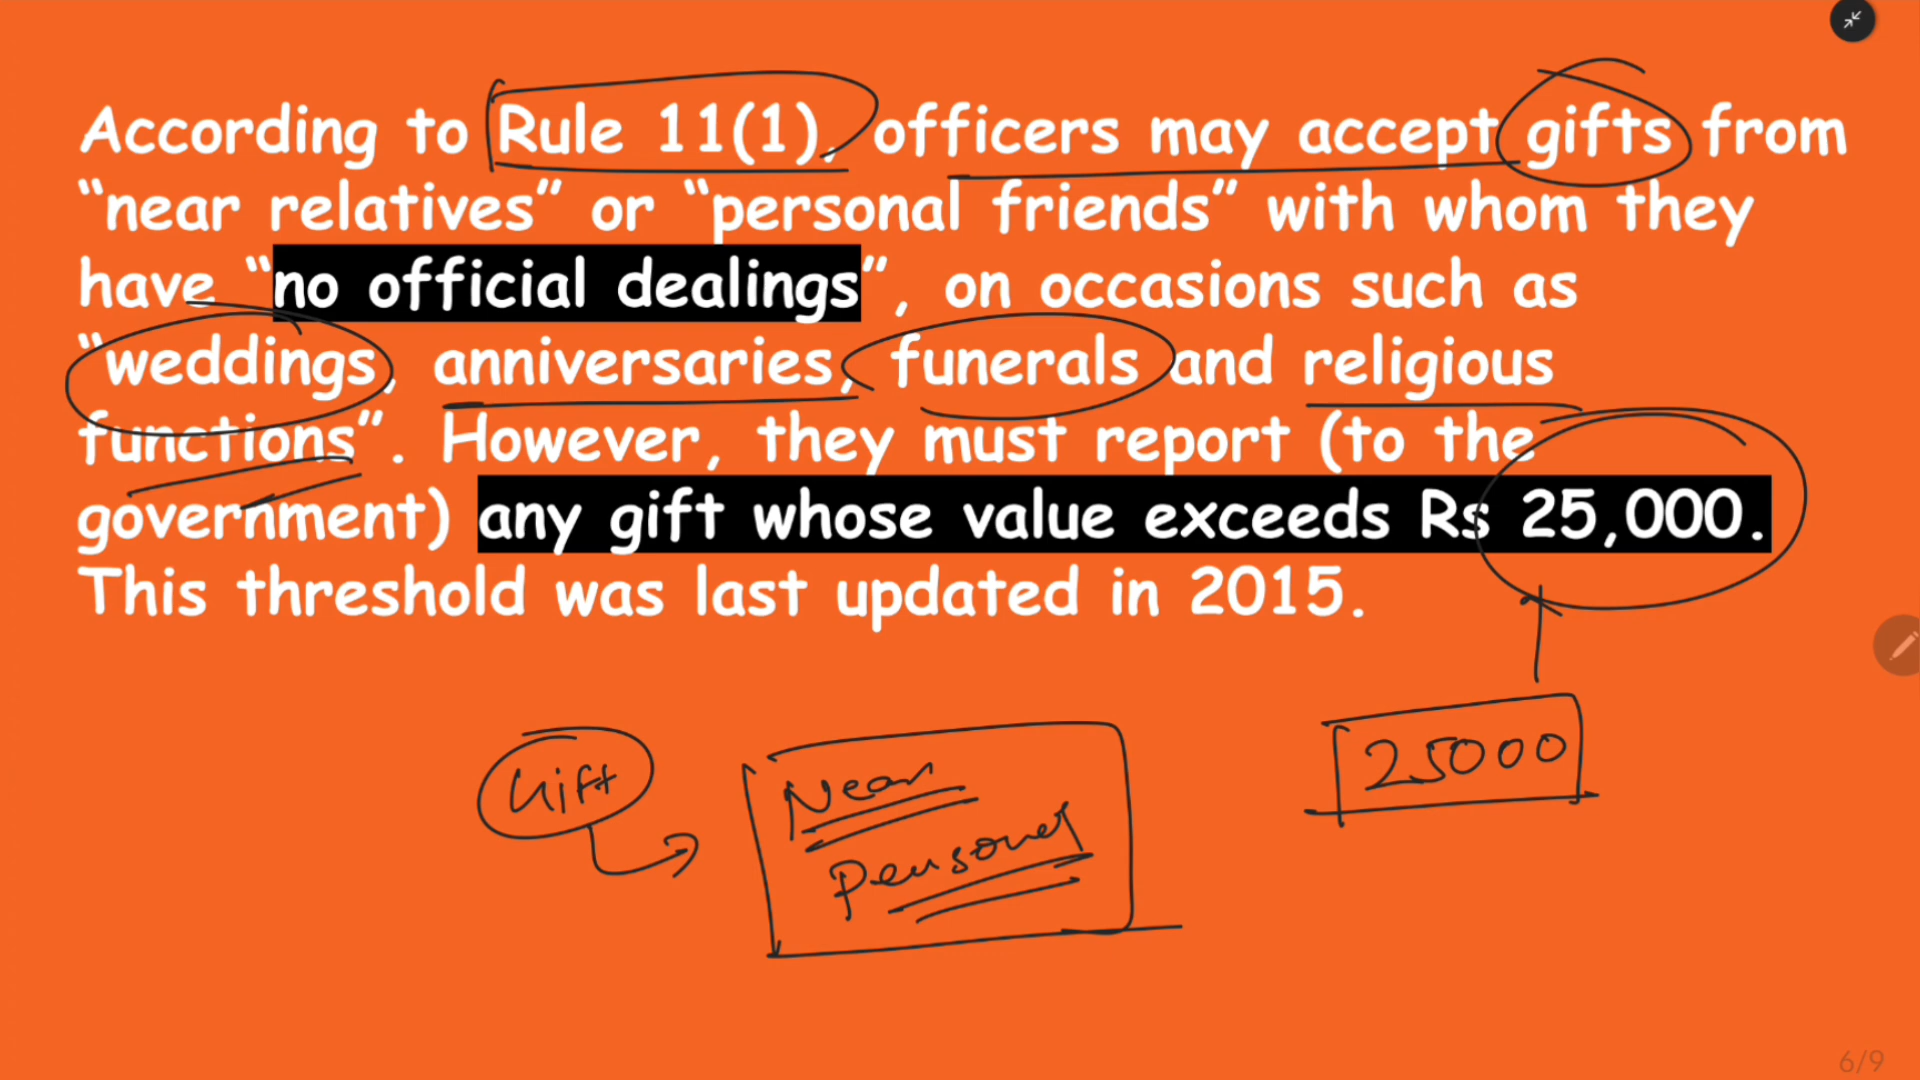 According to Rule 11(1), officers may accept gifts from
“near relatives” or “personal friends” with whom they
have “no official dealings”, on occasions such as
“weddings, anniversaries, funerals and religious
functions”. However, they must report (to the
government) any gift whose value exceeds Rs 25,000.
This threshold was last updated in 2015.
Gift
Near
Personal
25000
6/9